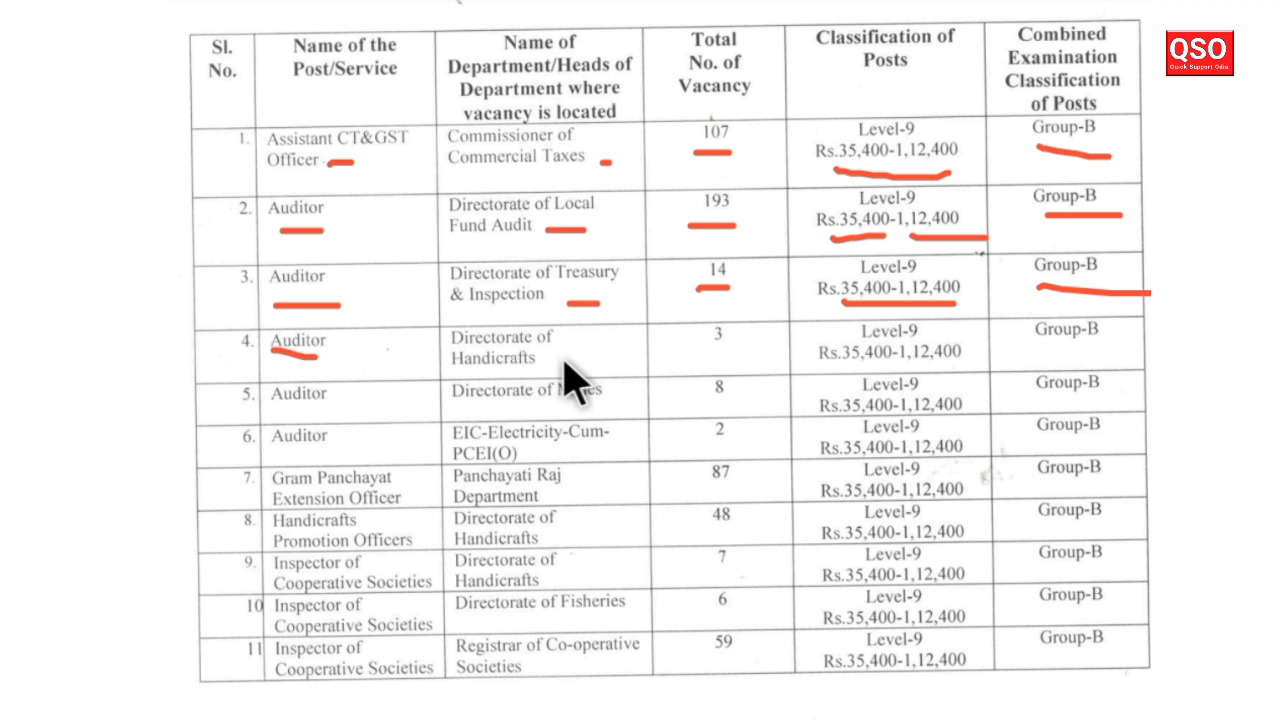 Sl.
No.
Name of the
Post/Service
Name of
Department/Heads of
Department where
vacancy is located
Total
No. of
Vacancy
Classification of
Posts
Combined
Examination
Classification
of Posts
QSO
Quick Support Odia
1.
Assistant CT&GST
Officer
Commissioner of
Commercial Taxes
107
Level-9
Rs.35,400-1,12,400
Group-B
2.
Auditor
Directorate of Local
Fund Audit
193
Level-9
Rs.35,400-1,12,400
Group-B
3.
Auditor
Directorate of Treasury
& Inspection
14
Level-9
Rs.35,400-1,12,400
Group-B
4.
Auditor
Directorate of
Handicrafts
3
Level-9
Rs.35,400-1,12,400
Group-B
5.
Auditor
Directorate of
8
Level-9
Rs.35,400-1,12,400
Group-B
6.
Auditor
EIC-Electricity-Cum-
PCEI(O)
2
Level-9
Rs.35,400-1,12,400
Group-B
7.
Gram Panchayat
Extension Officer
Panchayati Raj
Department
87
Level-9
Rs.35,400-1,12,400
Group-B
8.
Handicrafts
Promotion Officers
Directorate of
Handicrafts
48
Level-9
Rs.35,400-1,12,400
Group-B
9.
Inspector of
Cooperative Societies
Directorate of
Handicrafts
7
Level-9
Rs.35,400-1,12,400
Group-B
10
Inspector of
Cooperative Societies
Directorate of Fisheries
6
Level-9
Rs.35,400-1,12,400
Group-B
11
Inspector of
Cooperative Societies
Registrar of Co-operative
Societies
59
Level-9
Rs.35,400-1,12,400
Group-B